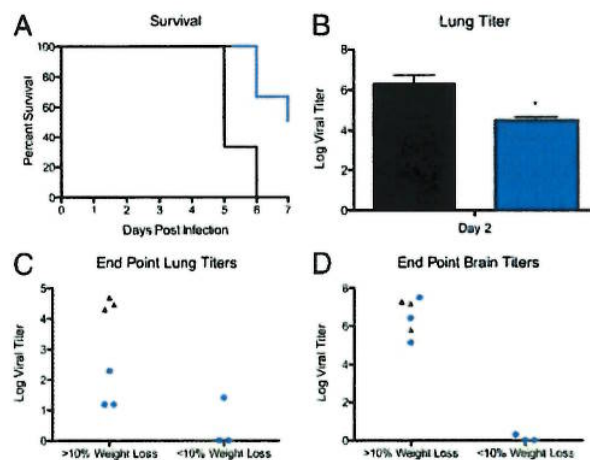 A
Survival
100
80
60
40
20
0
Percent Survival
0 1 2 3 4 5 6 7
Days Post Infection
B
Lung Titer
8
6
4
2
0
Log Viral Titer
*
Day 2
C
End Point Lung Titers
5
4
3
2
1
0
Log Viral Titer
>10% Weight Loss <10% Weight Loss
D
End Point Brain Titers
8
6
4
2
0
Log Viral Titer
>10% Weight Loss <10% Weight Loss